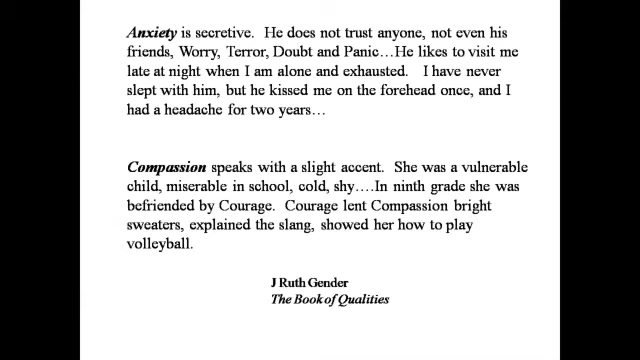 Anxiety is secretive.  He does not trust anyone, not even his
friends, Worry, Terror, Doubt and Panic…He likes to visit me
late at night when I am alone and exhausted.   I have never
slept with him, but he kissed me on the forehead once, and I
had a headache for two years…
Compassion speaks with a slight accent.  She was a vulnerable
child, miserable in school, cold, shy….In ninth grade she was
befriended by Courage.  Courage lent Compassion bright
sweaters, explained the slang, showed her how to play
volleyball.
J Ruth Gender
The Book of Qualities